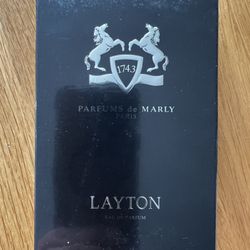 1743
PARFUMS de MARLY
PARIS
LAYTON
EAU DE PARFUM